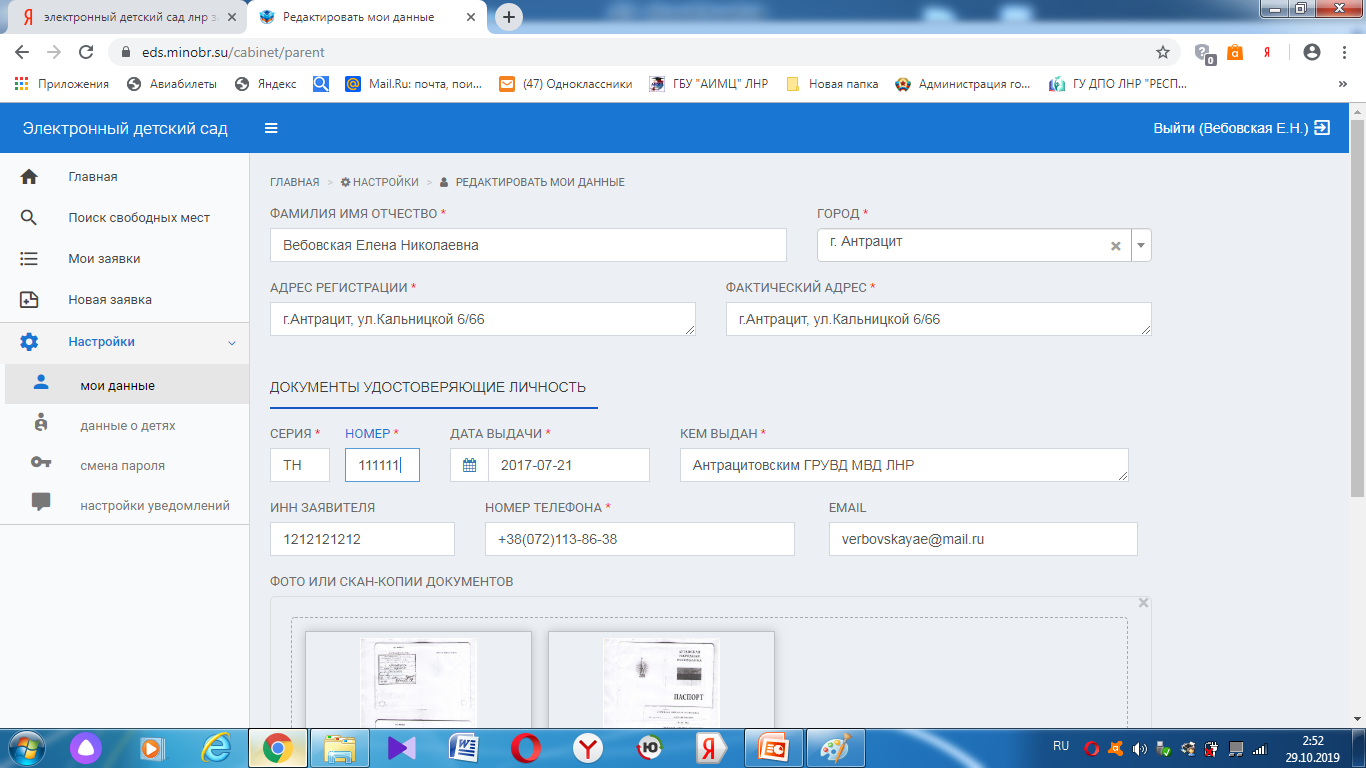 электронный детский сад лнр
Редактировать мои данные
eds.minobr.su/cabinet/parent
0
Я
Приложения
Авиабилеты
Яндекс
Mail.Ru: почта, пои...
(47) Одноклассники
ГБУ "АИМЦ" ЛНР
Новая папка
Администрация го...
ГУ ДПО ЛНР "РЕСП...
»
Электронный детский сад
Выйти (Вебовская Е.Н.)
Главная
Поиск свободных мест
Мои заявки
Новая заявка
Настройки
мои данные
данные о детях
смена пароля
настройки уведомлений
ГЛАВНАЯ > НАСТРОЙКИ > РЕДАКТИРОВАТЬ МОИ ДАННЫЕ
ФАМИЛИЯ ИМЯ ОТЧЕСТВО *
ГОРОД *
Вебовская Елена Николаевна
г. Антрацит
АДРЕС РЕГИСТРАЦИИ *
ФАКТИЧЕСКИЙ АДРЕС *
г.Антрацит, ул.Кальницкой 6/66
г.Антрацит, ул.Кальницкой 6/66
ДОКУМЕНТЫ УДОСТОВЕРЯЮЩИЕ ЛИЧНОСТЬ
СЕРИЯ *
НОМЕР *
ДАТА ВЫДАЧИ *
КЕМ ВЫДАН *
ТН
111111
2017-07-21
Антрацитовским ГРУВД МВД ЛНР
ИНН ЗАЯВИТЕЛЯ
НОМЕР ТЕЛЕФОНА *
EMAIL
1212121212
+38(072)113-86-38
verbovskayae@mail.ru
ФОТО ИЛИ СКАН-КОПИИ ДОКУМЕНТОВ
ПАСПОРТ
RU
2:52
29.10.2019